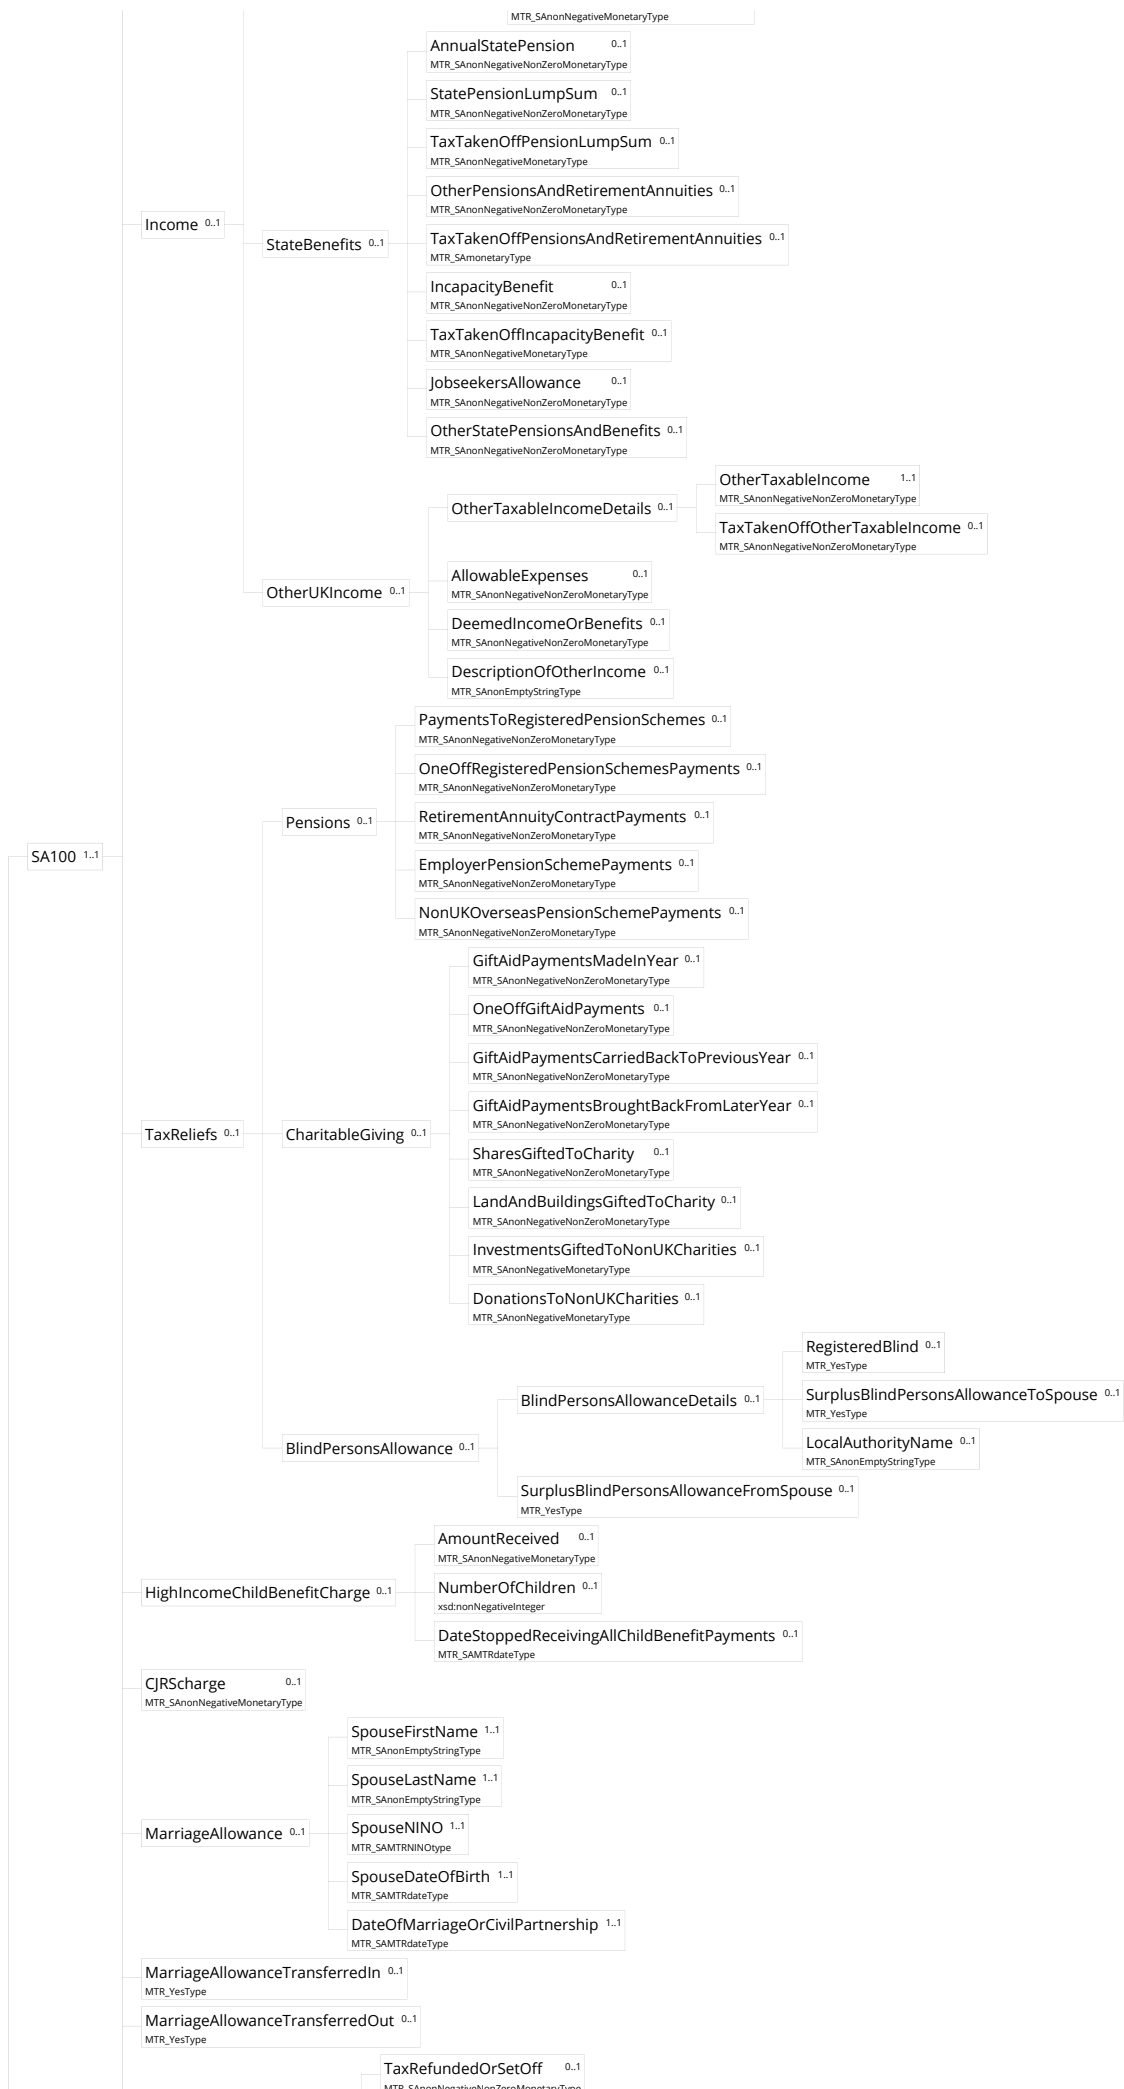 MTR_SAnonNegativeMonetaryType
AnnualStatePension 0..1
MTR_SAnonNegativeNonZeroMonetaryType
StatePensionLumpSum 0..1
MTR_SAnonNegativeNonZeroMonetaryType
TaxTakenOffPensionLumpSum 0..1
MTR_SAnonNegativeMonetaryType
OtherPensionsAndRetirementAnnuities 0..1
MTR_SAnonNegativeNonZeroMonetaryType
Income 0..1
StateBenefits 0..1
TaxTakenOffPensionsAndRetirementAnnuities 0..1
MTR_SAmonetaryType
IncapacityBenefit 0..1
MTR_SAnonNegativeNonZeroMonetaryType
TaxTakenOffIncapacityBenefit 0..1
MTR_SAnonNegativeMonetaryType
JobseekersAllowance 0..1
MTR_SAnonNegativeNonZeroMonetaryType
OtherStatePensionsAndBenefits 0..1
MTR_SAnonNegativeNonZeroMonetaryType
OtherTaxableIncomeDetails 0..1
OtherTaxableIncome 1..1
MTR_SAnonNegativeNonZeroMonetaryType
TaxTakenOffOtherTaxableIncome 0..1
MTR_SAnonNegativeNonZeroMonetaryType
OtherUKIncome 0..1
AllowableExpenses 0..1
MTR_SAnonNegativeNonZeroMonetaryType
DeemedIncomeOrBenefits 0..1
MTR_SAnonNegativeNonZeroMonetaryType
DescriptionOfOtherIncome 0..1
MTR_SAnonEmptyStringType
PaymentsToRegisteredPensionSchemes 0..1
MTR_SAnonNegativeNonZeroMonetaryType
OneOffRegisteredPensionSchemesPayments 0..1
MTR_SAnonNegativeNonZeroMonetaryType
Pensions 0..1
RetirementAnnuityContractPayments 0..1
MTR_SAnonNegativeNonZeroMonetaryType
SA100 1..1
EmployerPensionSchemePayments 0..1
MTR_SAnonNegativeNonZeroMonetaryType
NonUKOverseasPensionSchemePayments 0..1
MTR_SAnonNegativeNonZeroMonetaryType
GiftAidPaymentsMadeInYear 0..1
MTR_SAnonNegativeNonZeroMonetaryType
OneOffGiftAidPayments 0..1
MTR_SAnonNegativeNonZeroMonetaryType
GiftAidPaymentsCarriedBackToPreviousYear 0..1
MTR_SAnonNegativeNonZeroMonetaryType
GiftAidPaymentsBroughtBackFromLaterYear 0..1
MTR_SAnonNegativeNonZeroMonetaryType
TaxReliefs 0..1
CharitableGiving 0..1
SharesGiftedToCharity 0..1
MTR_SAnonNegativeNonZeroMonetaryType
LandAndBuildingsGiftedToCharity 0..1
MTR_SAnonNegativeNonZeroMonetaryType
InvestmentsGiftedToNonUKCharities 0..1
MTR_SAnonNegativeMonetaryType
DonationsToNonUKCharities 0..1
MTR_SAnonNegativeMonetaryType
RegisteredBlind 0..1
MTR_YesType
BlindPersonsAllowanceDetails 0..1
SurplusBlindPersonsAllowanceToSpouse 0..1
MTR_YesType
BlindPersonsAllowance 0..1
LocalAuthorityName 0..1
MTR_SAnonEmptyStringType
SurplusBlindPersonsAllowanceFromSpouse 0..1
MTR_YesType
AmountReceived 0..1
MTR_SAnonNegativeMonetaryType
HighIncomeChildBenefitCharge 0..1
NumberOfChildren 0..1
xsd:nonNegativeInteger
DateStoppedReceivingAllChildBenefitPayments 0..1
MTR_SAMTRdateType
CJRScharge 0..1
MTR_SAnonNegativeMonetaryType
SpouseFirstName 1..1
MTR_SAnonEmptyStringType
SpouseLastName 1..1
MTR_SAnonEmptyStringType
MarriageAllowance 0..1
SpouseNINO 1..1
MTR_SAMTRNINOtype
SpouseDateOfBirth 1..1
MTR_SAMTRdateType
DateOfMarriageOrCivilPartnership 1..1
MTR_SAMTRdateType
MarriageAllowanceTransferredIn 0..1
MTR_YesType
MarriageAllowanceTransferredOut 0..1
MTR_YesType
TaxRefundedOrSetOff 0..1
MTR_SAnonNegativeNonZeroMonetaryType